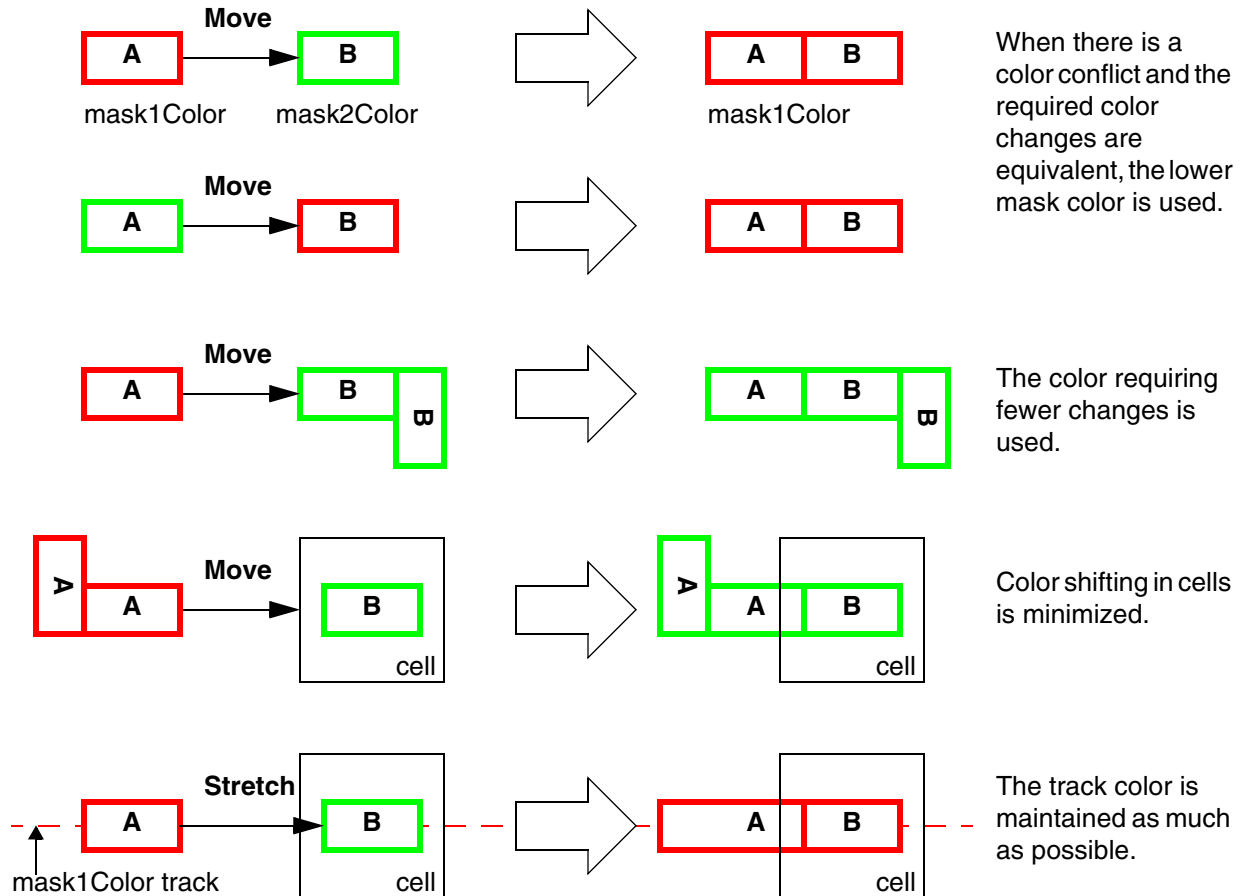 Move
A
B
A
B
mask1Color
mask2Color
mask1Color
When there is a
color conflict and the
required color
changes are
equivalent, the lower
mask color is used.
Move
A
B
A
B
Move
A
B
B
A
B
B
The color requiring
fewer changes is
used.
A
A
Move
B
cell
A
A
B
cell
Color shifting in cells
is minimized.
Stretch
A
B
cell
mask1Color track
A
B
cell
The track color is
maintained as much
as possible.